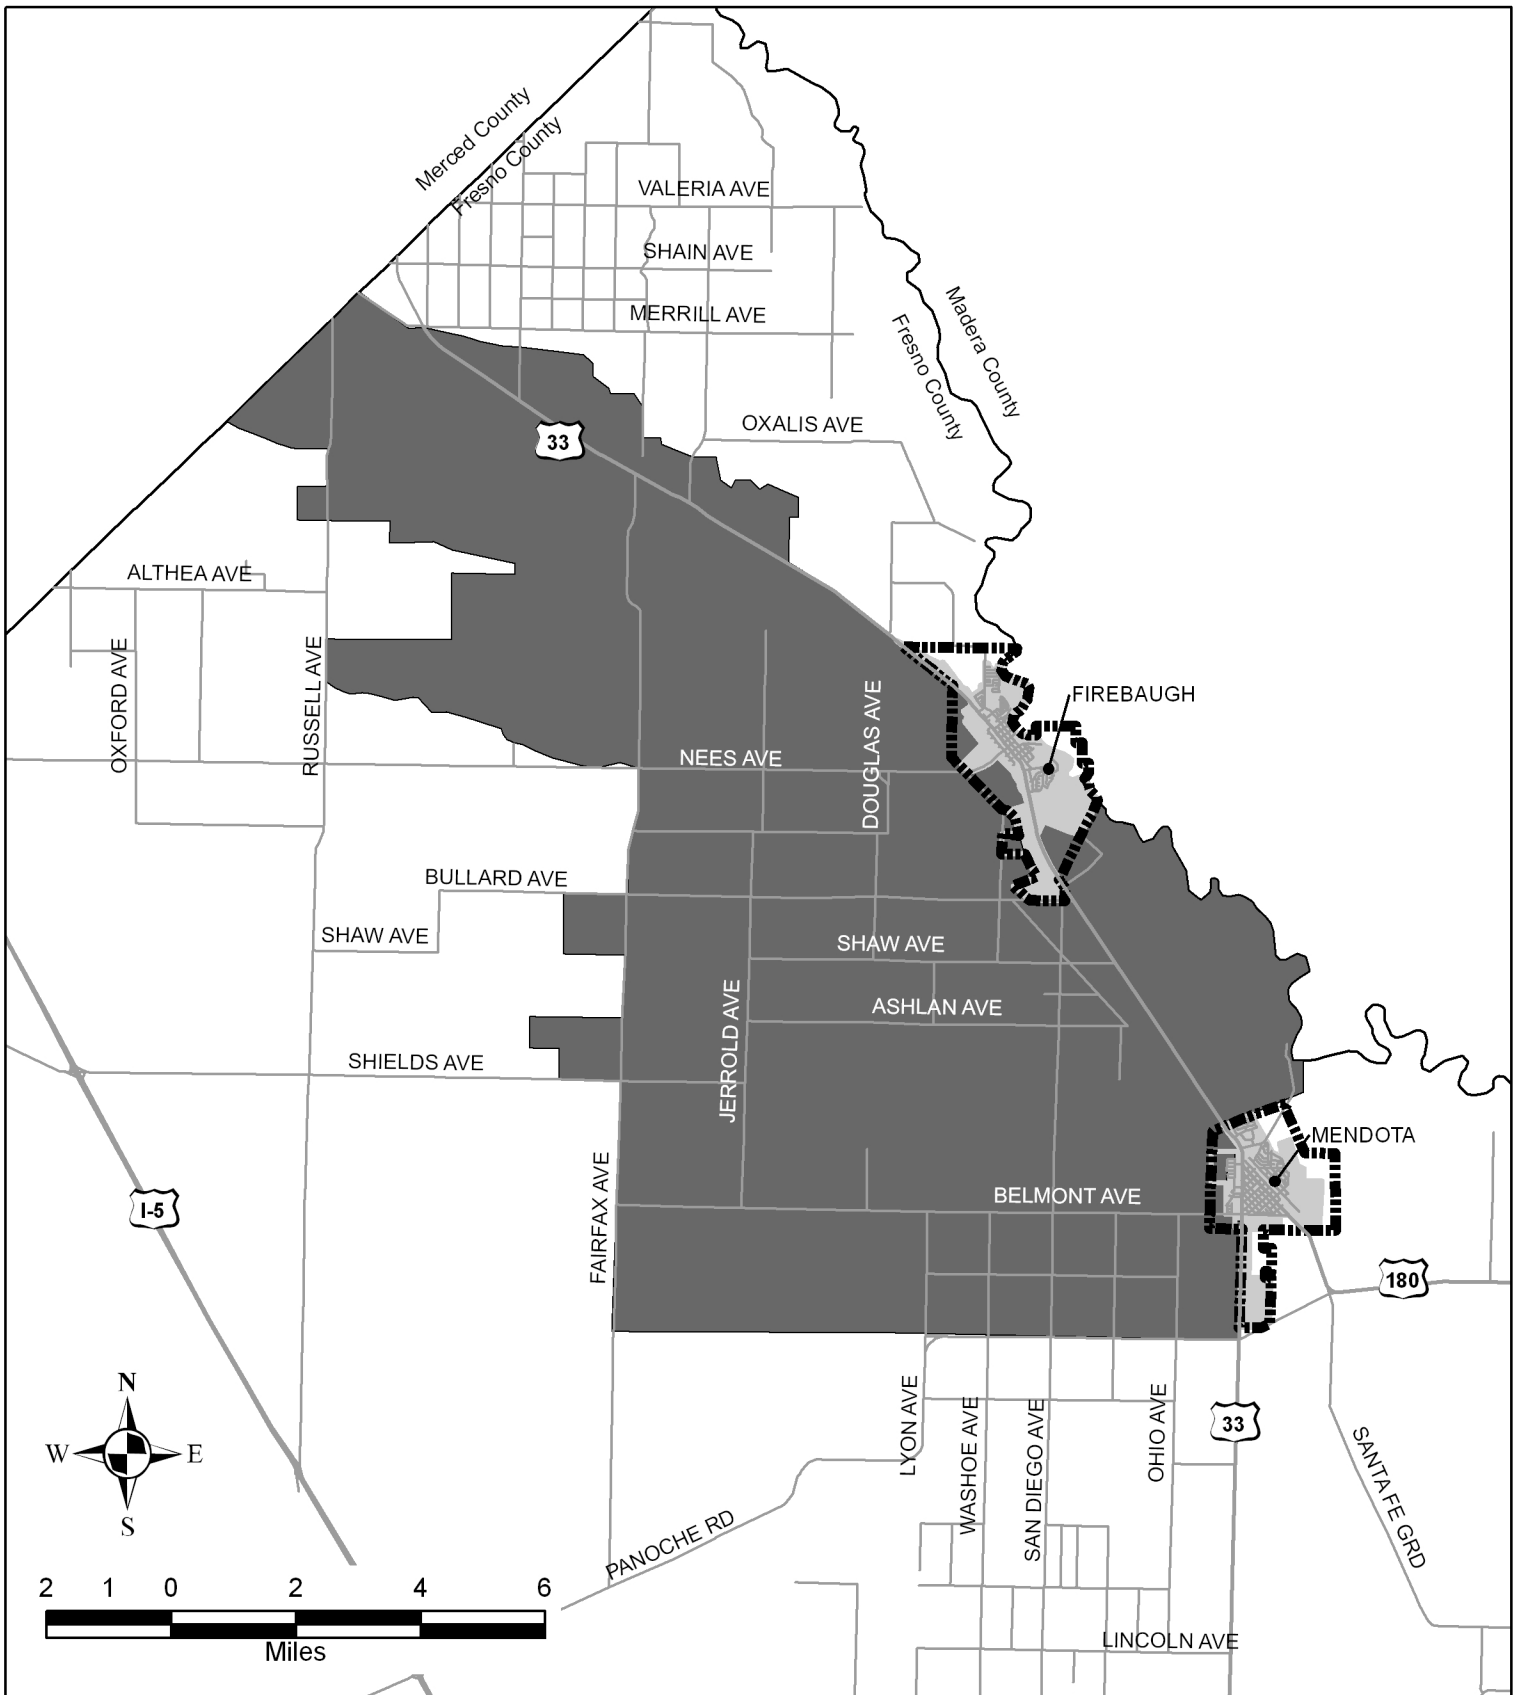 Merced County
Fresno County
VALERIA AVE
SHAIN AVE
MERRILL AVE
Madera County
Fresno County
OXALIS AVE
33
ALTHEA AVE
OXFORD AVE
RUSSELL AVE
DOUGLAS AVE
FIREBAUGH
NEES AVE
BULLARD AVE
SHAW AVE
SHAW AVE
JERROLD AVE
ASHLAN AVE
SHIELDS AVE
MENDOTA
I-5
FAIRFAX AVE
BELMONT AVE
180
N
W E
S
LYON AVE
WASHOE AVE
SAN DIEGO AVE
OHIO AVE
33
SANTA FE GRD
PANOCHE RD
2 1 0 2 4 6
Miles
LINCOLN AVE